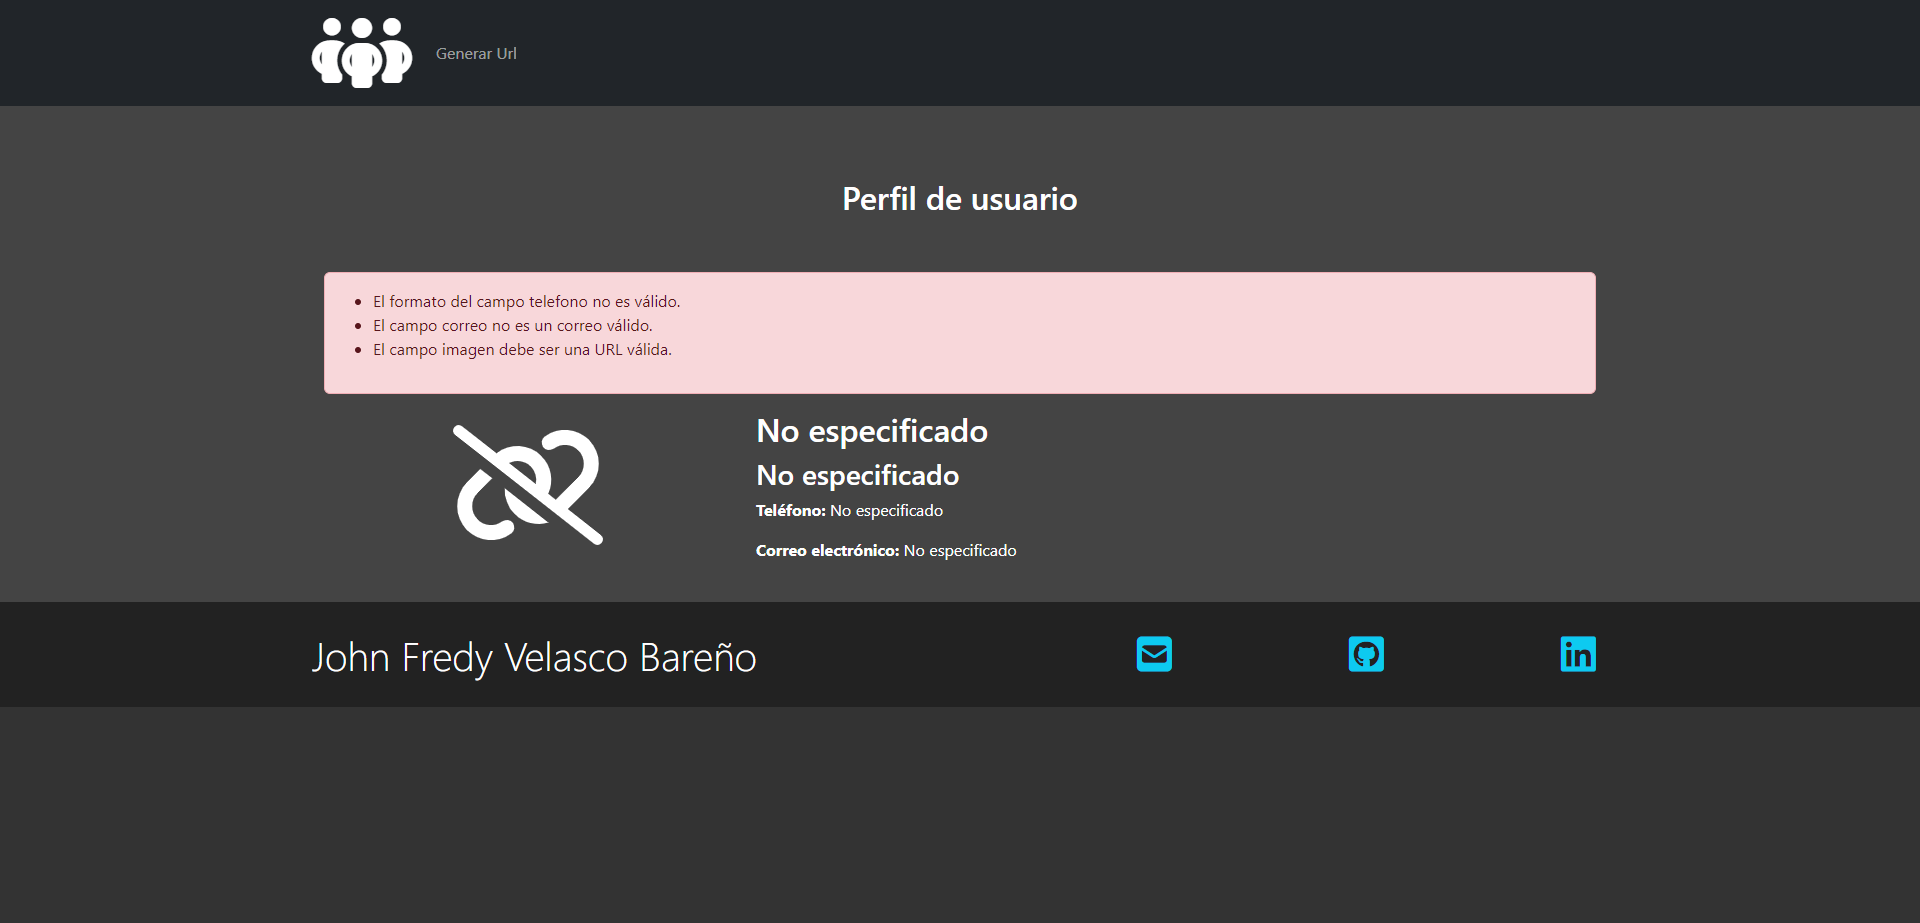 Generar Url
Perfil de usuario
El formato del campo telefono no es válido.
El campo correo no es un correo válido.
El campo imagen debe ser una URL válida.
No especificado
No especificado
Teléfono: No especificado
Correo electrónico: No especificado
John Fredy Velasco Bareño
in